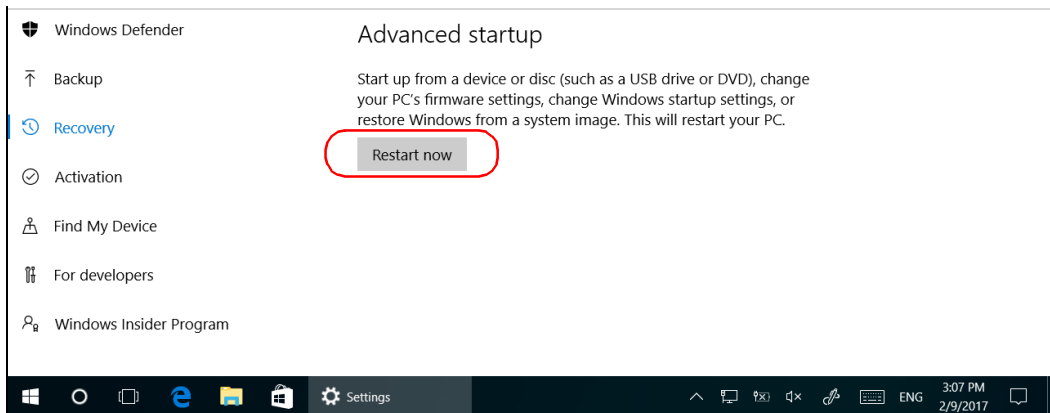 Windows Defender
Backup
Recovery
Activation
Find My Device
For developers
Windows Insider Program
Advanced startup
Start up from a device or disc (such as a USB drive or DVD), change
your PC's firmware settings, change Windows startup settings, or
restore Windows from a system image. This will restart your PC.
Restart now
Settings
ENG
3:07 PM
2/9/2017